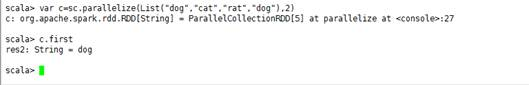 scala> var c=sc.parallelize(List("dog","cat","rat","dog"),2)
c: org.apache.spark.rdd.RDD[String] = ParallelCollectionRDD[5] at parallelize at <console>:27
scala> c.first
res2: String = dog
scala>